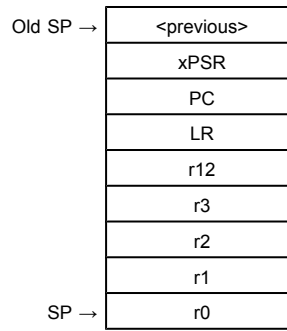 Old SP → <previous>
xPSR
PC
LR
r12
r3
r2
r1
SP → r0